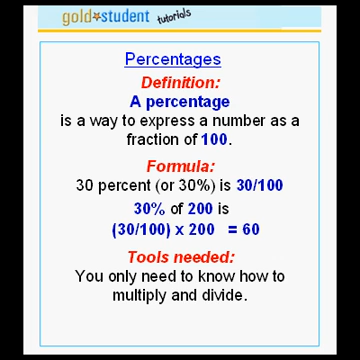 gold student tutorials
Percentages
Definition:
A percentage
is a way to express a number as a
fraction of 100.
Formula:
30 percent (or 30%) is 30/100
30% of 200 is
(30/100) x 200 = 60
Tools needed:
You only need to know how to
multiply and divide.